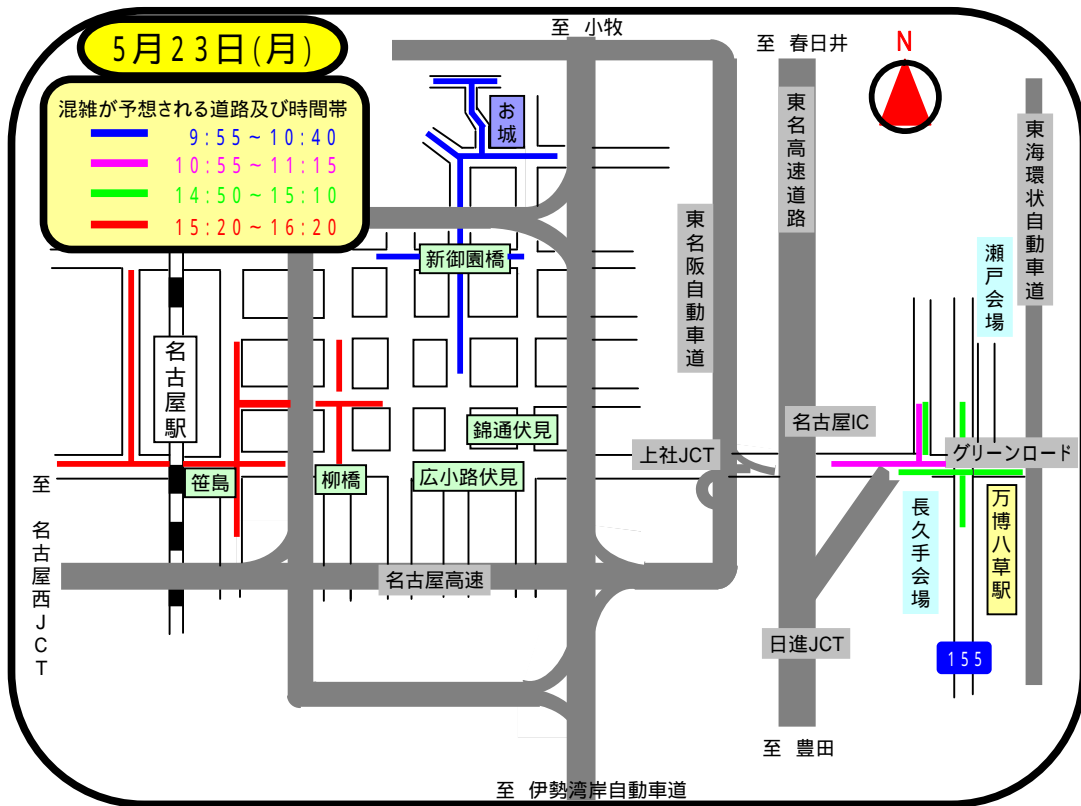 5月23日(月)
混雑が予想される道路及び時間帯
9:55~10:40
10:55~11:15
14:50~15:10
15:20~16:20
至 小牧
至 春日井
N
お城
東名高速道路
東海環状自動車道
東名阪自動車道
瀬戸会場
新御園橋
名古屋駅
名古屋IC
錦通伏見
上社JCT
グリーンロード
笹島
柳橋
広小路伏見
至 名古屋西JCT
長久手会場
万博八草駅
名古屋高速
日進JCT
155
至 豊田
至 伊勢湾岸自動車道